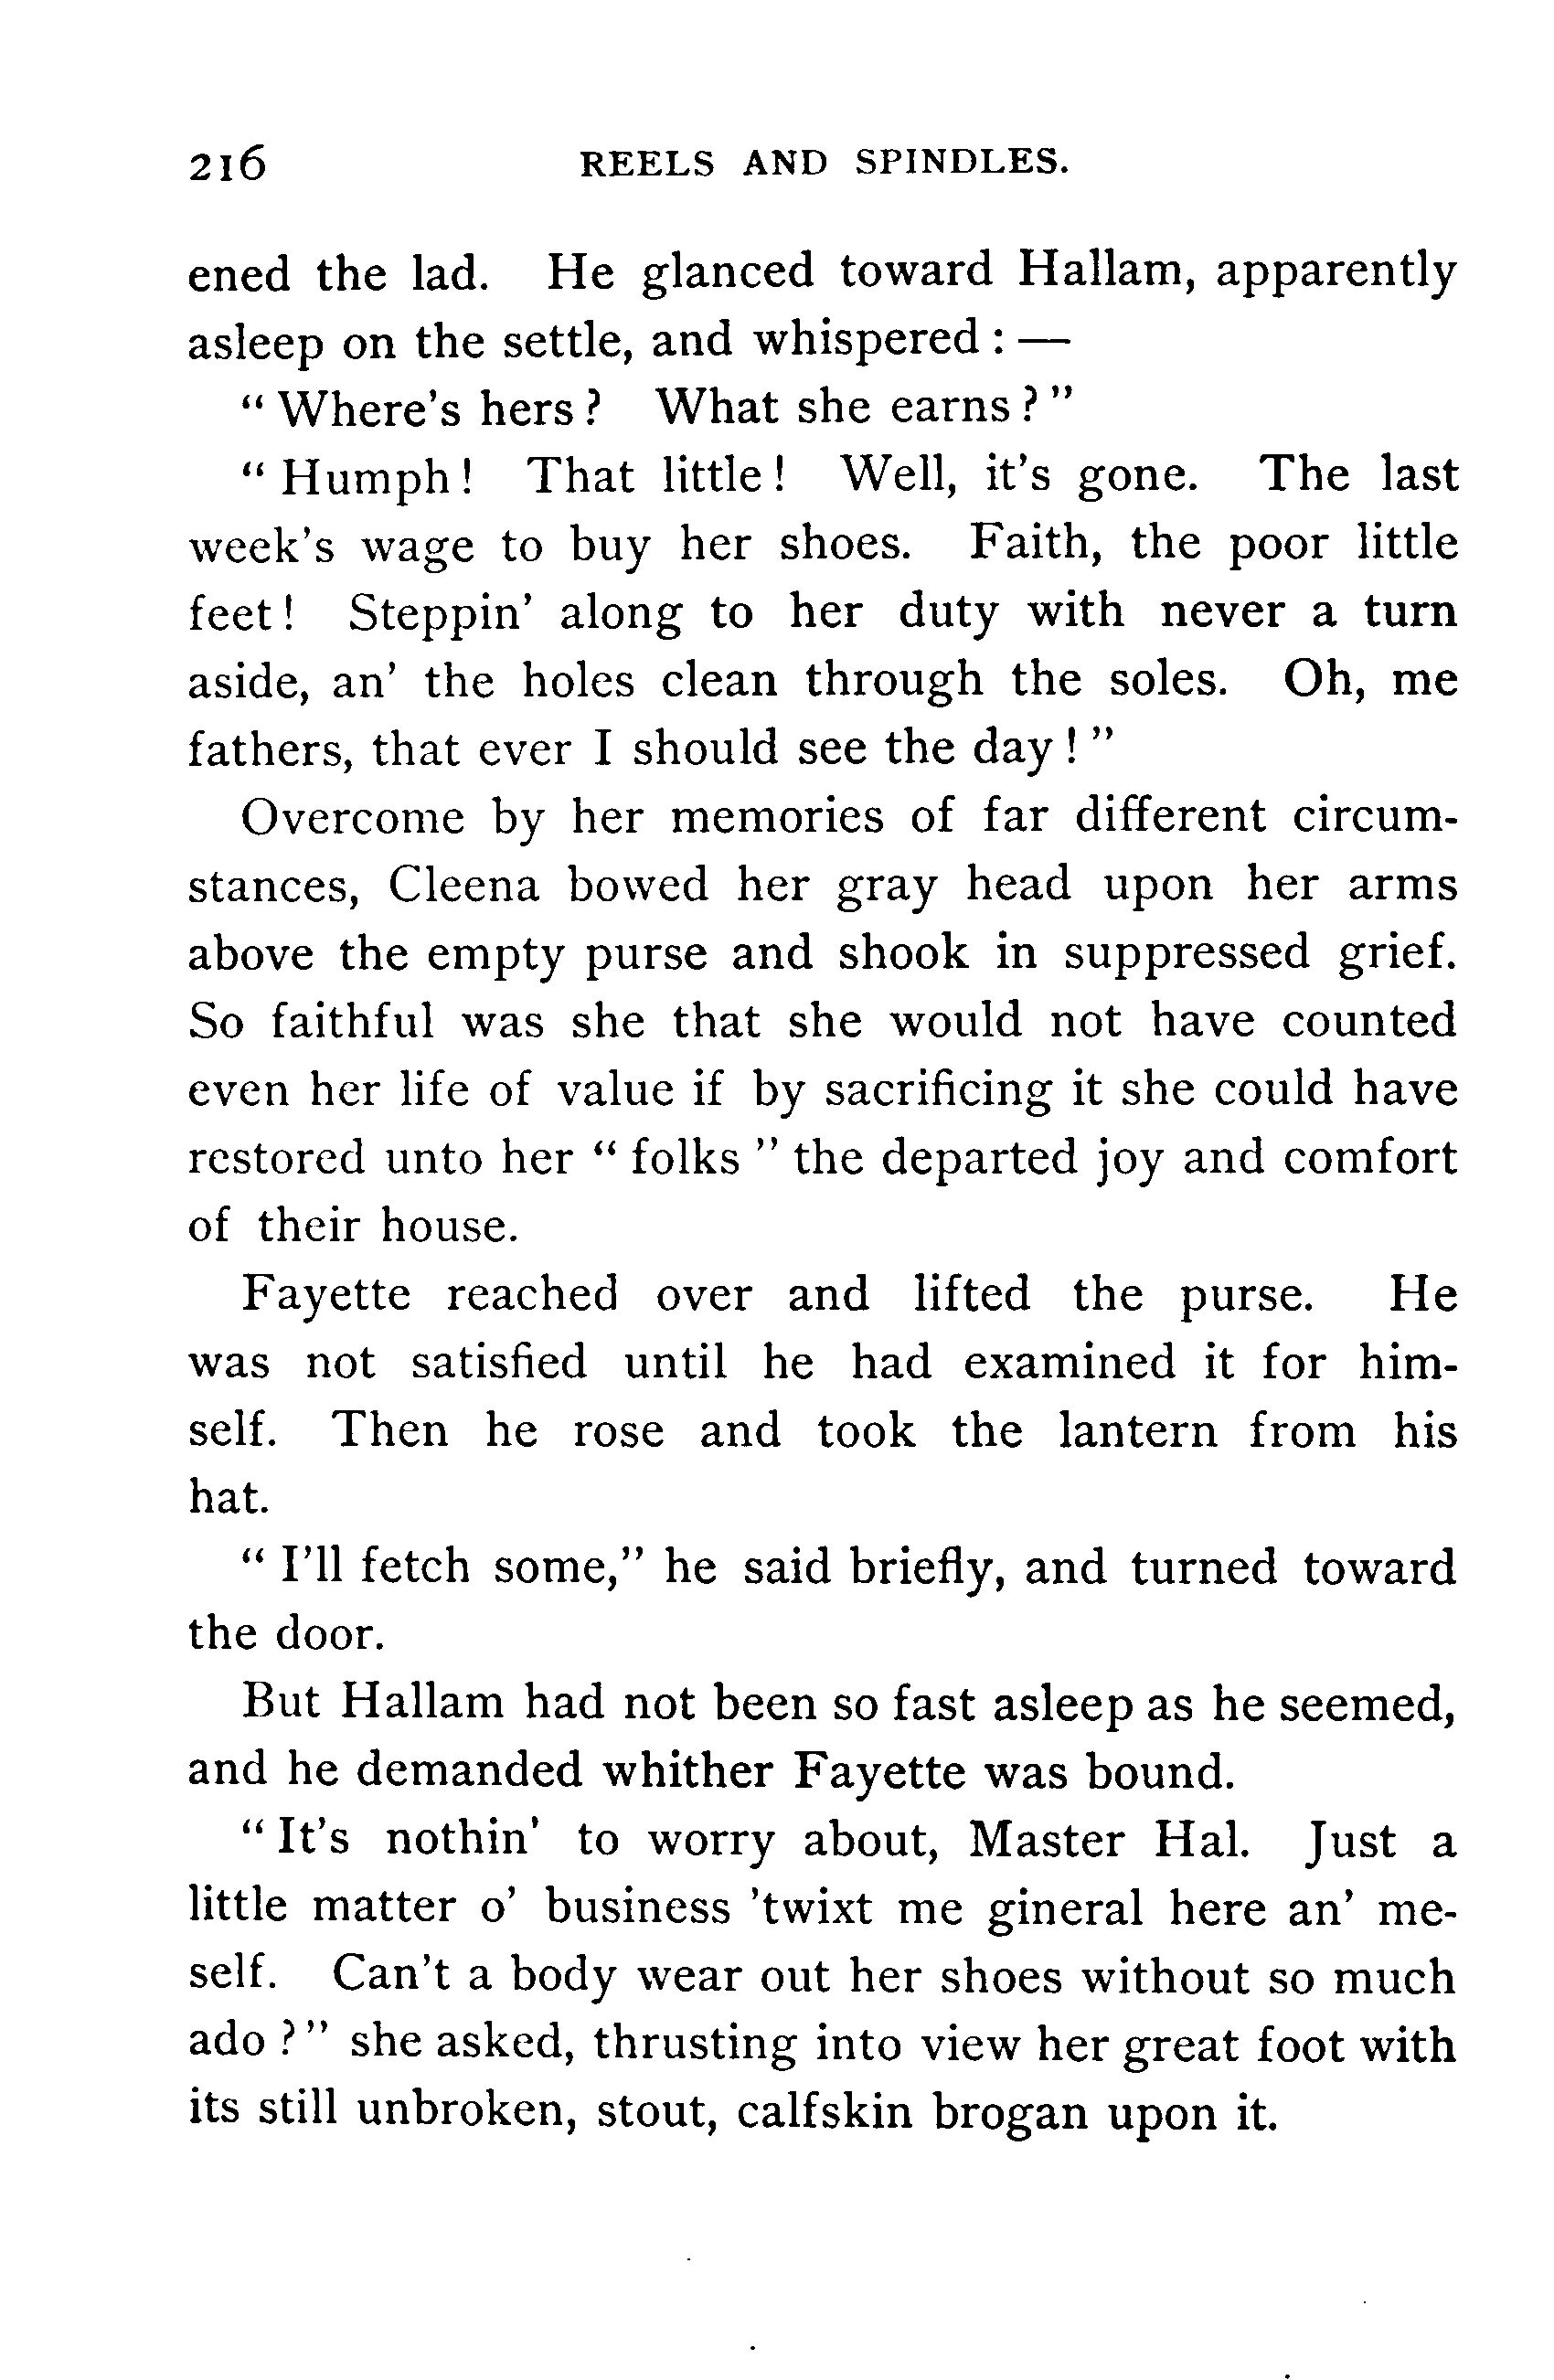 216 REELS AND SPINDLES.
ened the lad. He glanced toward Hallam, apparently
asleep on the settle, and whispered : —
“ Where’s hers ? What she earns ? ”
“ Humph ! That little ! Well, it’s gone. The last
week’s wage to buy her shoes. Faith, the poor little
feet ! Steppin’ along to her duty with never a turn
aside, an’ the holes clean through the soles. Oh, me
fathers, that ever I should see the day ! ”
Overcome by her memories of far different circum-
stances, Cleena bowed her gray head upon her arms
above the empty purse and shook in suppressed grief.
So faithful was she that she would not have counted
even her life of value if by sacrificing it she could have
restored unto her “ folks ” the departed joy and comfort
of their house.
Fayette reached over and lifted the purse. He
was not satisfied until he had examined it for him-
self. Then he rose and took the lantern from his
hat.
“ I’ll fetch some,” he said briefly, and turned toward
the door.
But Hallam had not been so fast asleep as he seemed,
and he demanded whither Fayette was bound.
“ It’s nothin’ to worry about, Master Hal. Just a
little matter o’ business ’twixt me gineral here an’ me-
self. Can’t a body wear out her shoes without so much
ado ? ” she asked, thrusting into view her great foot with
its still unbroken, stout, calfskin brogan upon it.